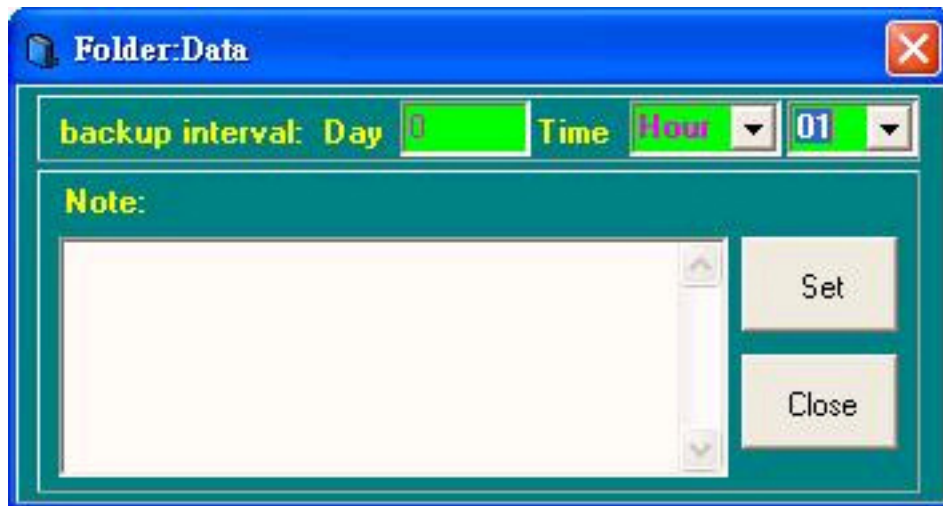 Folder:Data
backup interval: Day 0 Time Hour 01
Note:
Set
Close